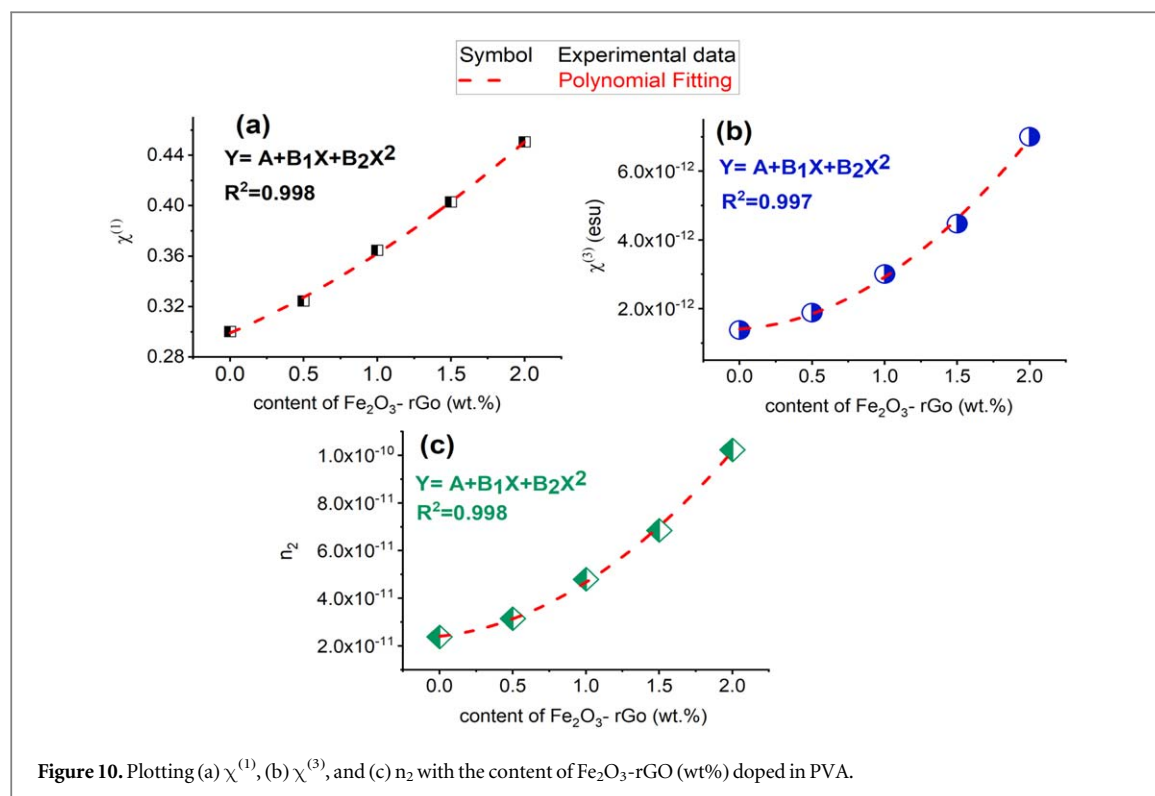 Symbol Experimental data
Polynomial Fitting
(a)
Y= A+B₁X+B₂X²
R²=0.998
0.44
0.40
0.36
0.32
0.28
χ⁽¹⁾
0.0 0.5 1.0 1.5 2.0
content of Fe₂O₃- rGo (wt.%)
(b)
Y= A+B₁X+B₂X²
R²=0.997
6.0x10⁻¹²
4.0x10⁻¹²
2.0x10⁻¹²
χ⁽³⁾ (esu)
0.0 0.5 1.0 1.5 2.0
content of Fe₂O₃- rGo (wt.%)
(c)
Y= A+B₁X+B₂X²
R²=0.998
1.0x10⁻¹⁰
8.0x10⁻¹¹
6.0x10⁻¹¹
4.0x10⁻¹¹
2.0x10⁻¹¹
n₂
0.0 0.5 1.0 1.5 2.0
content of Fe₂O₃- rGo (wt.%)
Figure 10. Plotting (a) χ⁽¹⁾, (b) χ⁽³⁾, and (c) n₂ with the content of Fe₂O₃-rGO (wt%) doped in PVA.